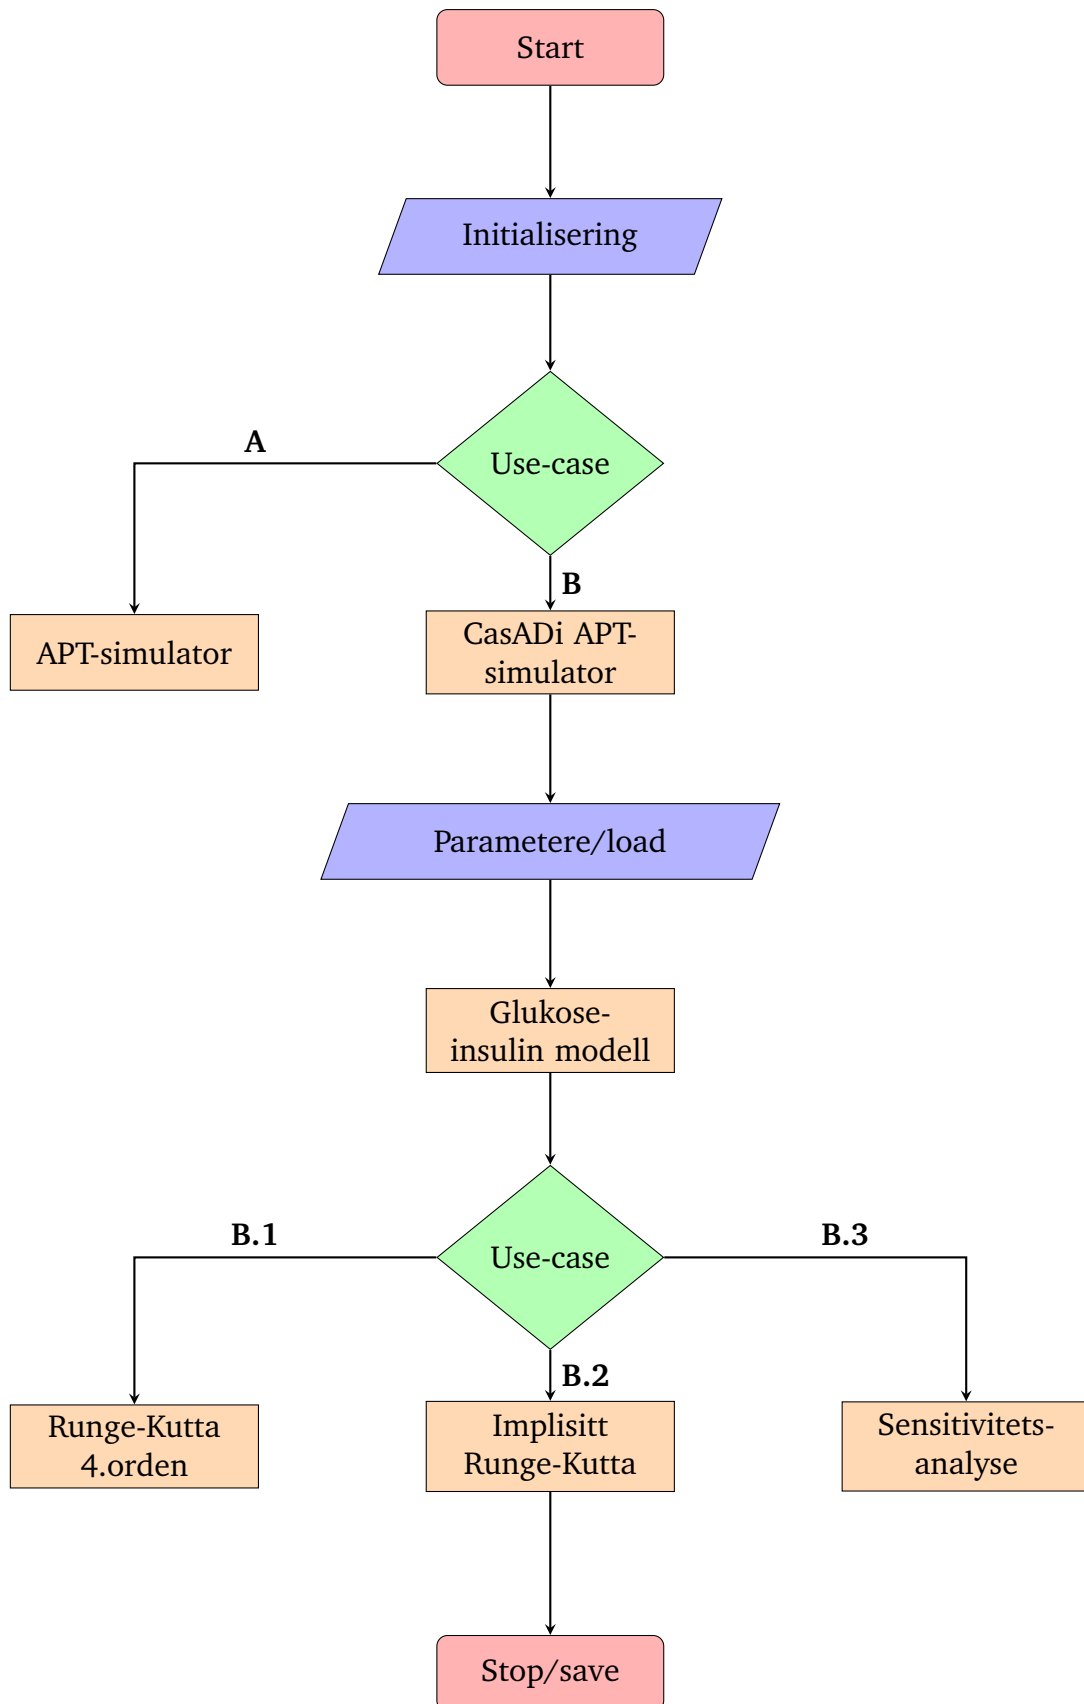 Start
Initialisering
A
Use-case
B
APT-simulator
CasADi APT-
simulator
Parametere/load
Glukose-
insulin modell
B.1
B.3
Use-case
B.2
Runge-Kutta
4.orden
Implisitt
Runge-Kutta
Sensitivitets-
analyse
Stop/save